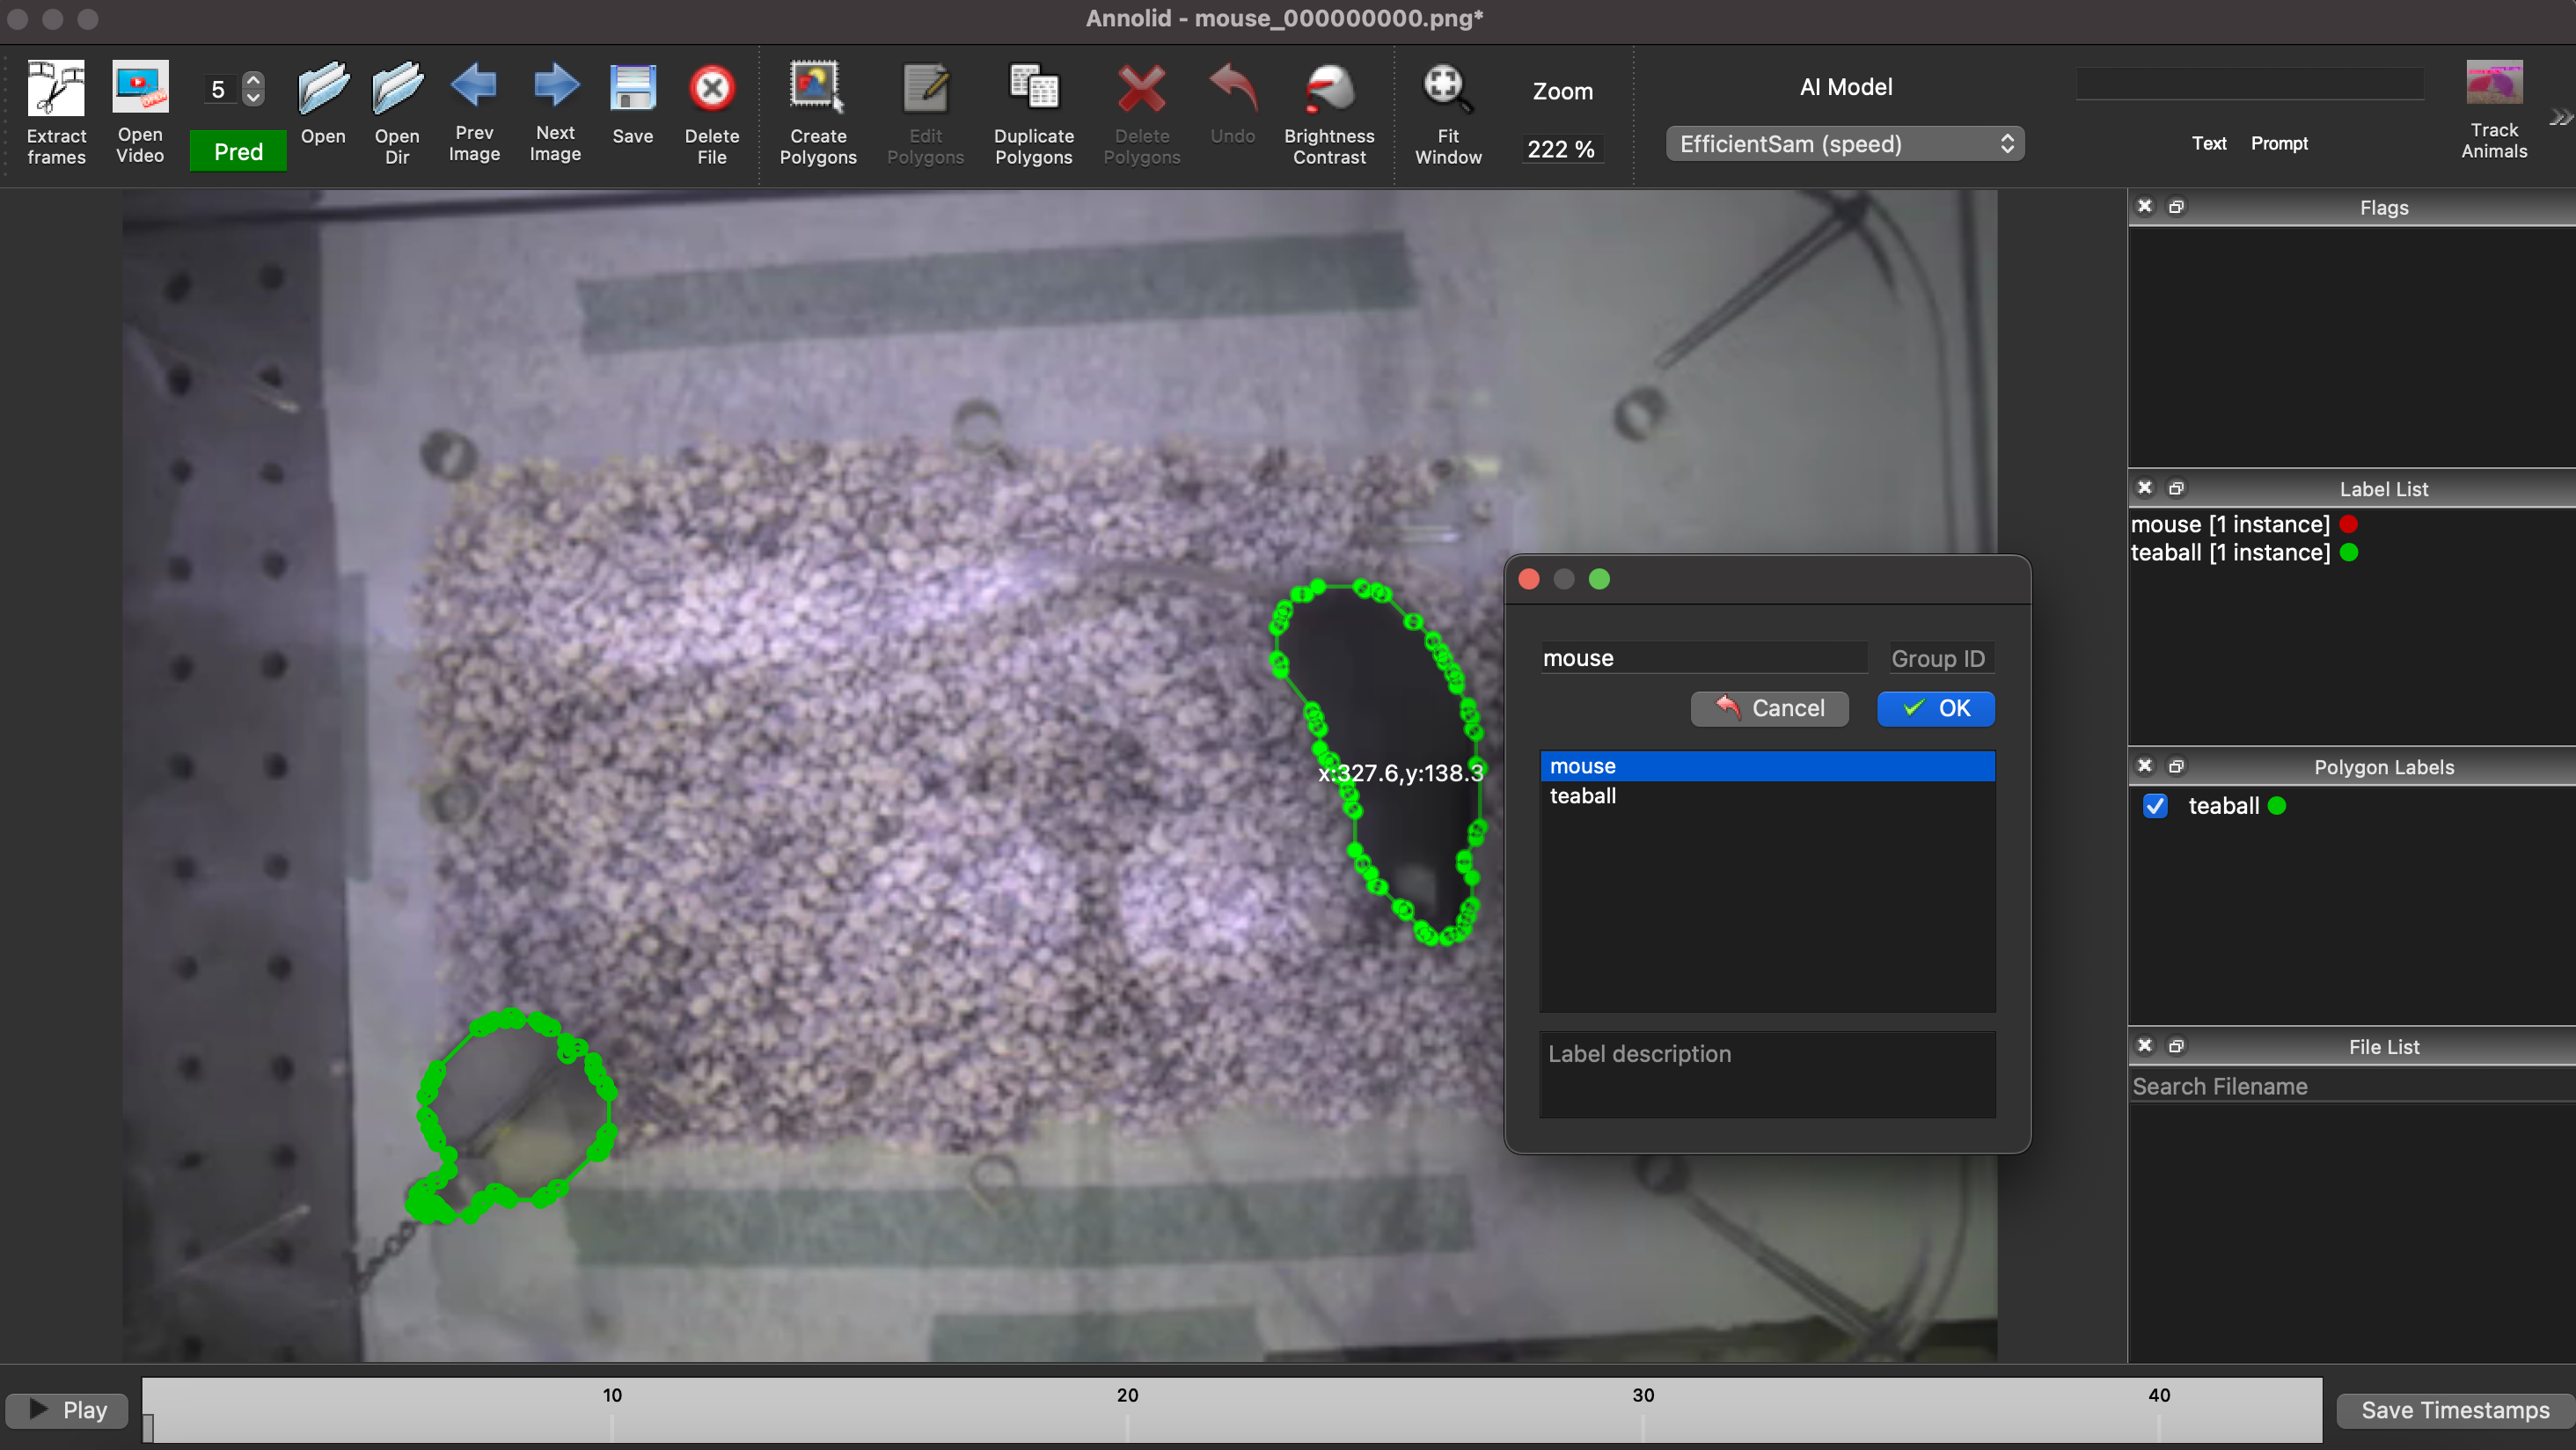 Annolid - mouse_000000000.png*
Extract frames
Open Video
OPEN
5
Pred
Open
Open Dir
Prev Image
Next Image
Save
Delete File
Create Polygons
Edit Polygons
Duplicate Polygons
Delete Polygons
Undo
Brightness Contrast
Fit Window
Zoom
222 %
AI Model
EfficientSam (speed)
Text Prompt
Track Animals
Flags
Label List
mouse [1 instance]
teaball [1 instance]
Polygon Labels
teaball
File List
Search Filename
x:327.6,y:138.3
mouse
Group ID
Cancel
OK
mouse
teaball
Label description
Play
10
20
30
40
Save Timestamps